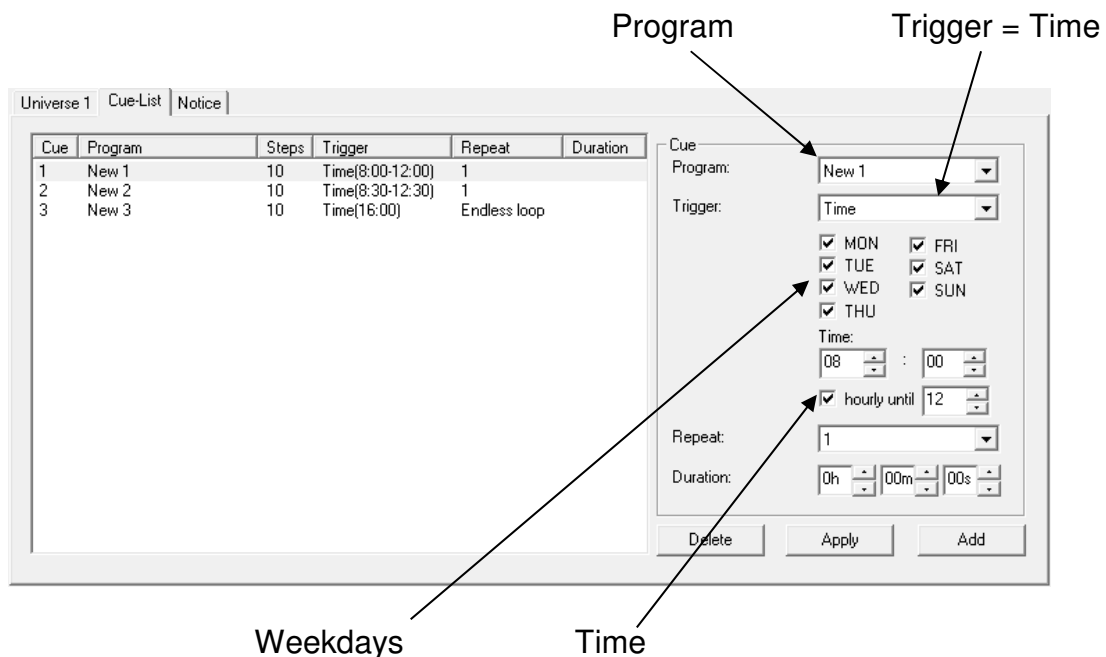 Program Trigger = Time
Universe 1 Cue-List Notice
Cue Program Steps Trigger Repeat Duration
1 New 1 10 Time(8:00-12:00) 1
2 New 2 10 Time(8:30-12:30) 1
3 New 3 10 Time(16:00) Endless loop
Cue
Program: New 1
Trigger: Time
MON FRI
TUE SAT
WED SUN
THU
Time:
08 : 00
hourly until 12
Repeat: 1
Duration: 0h 00m 00s
Delete Apply Add
Weekdays Time